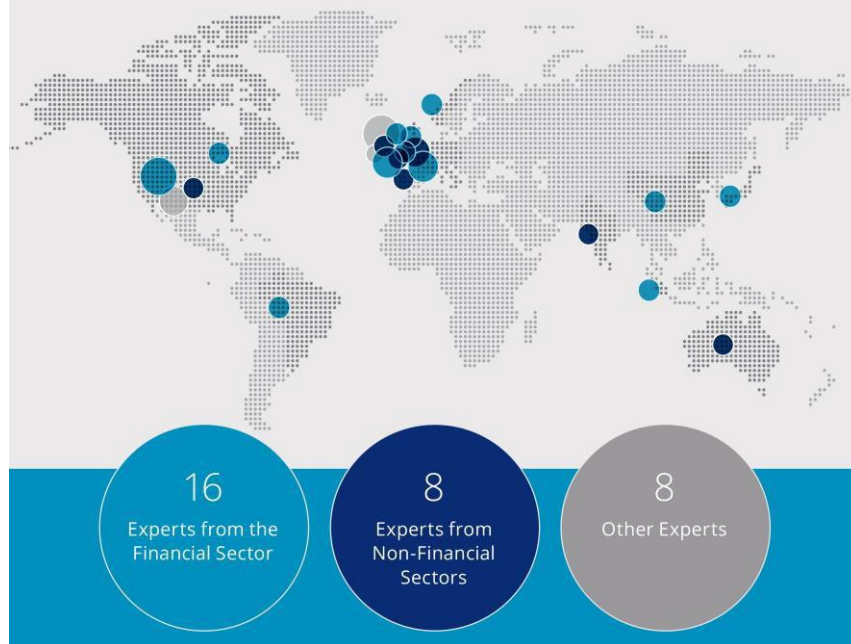 16
Experts from the
Financial Sector
8
Experts from
Non-Financial
Sectors
8
Other Experts